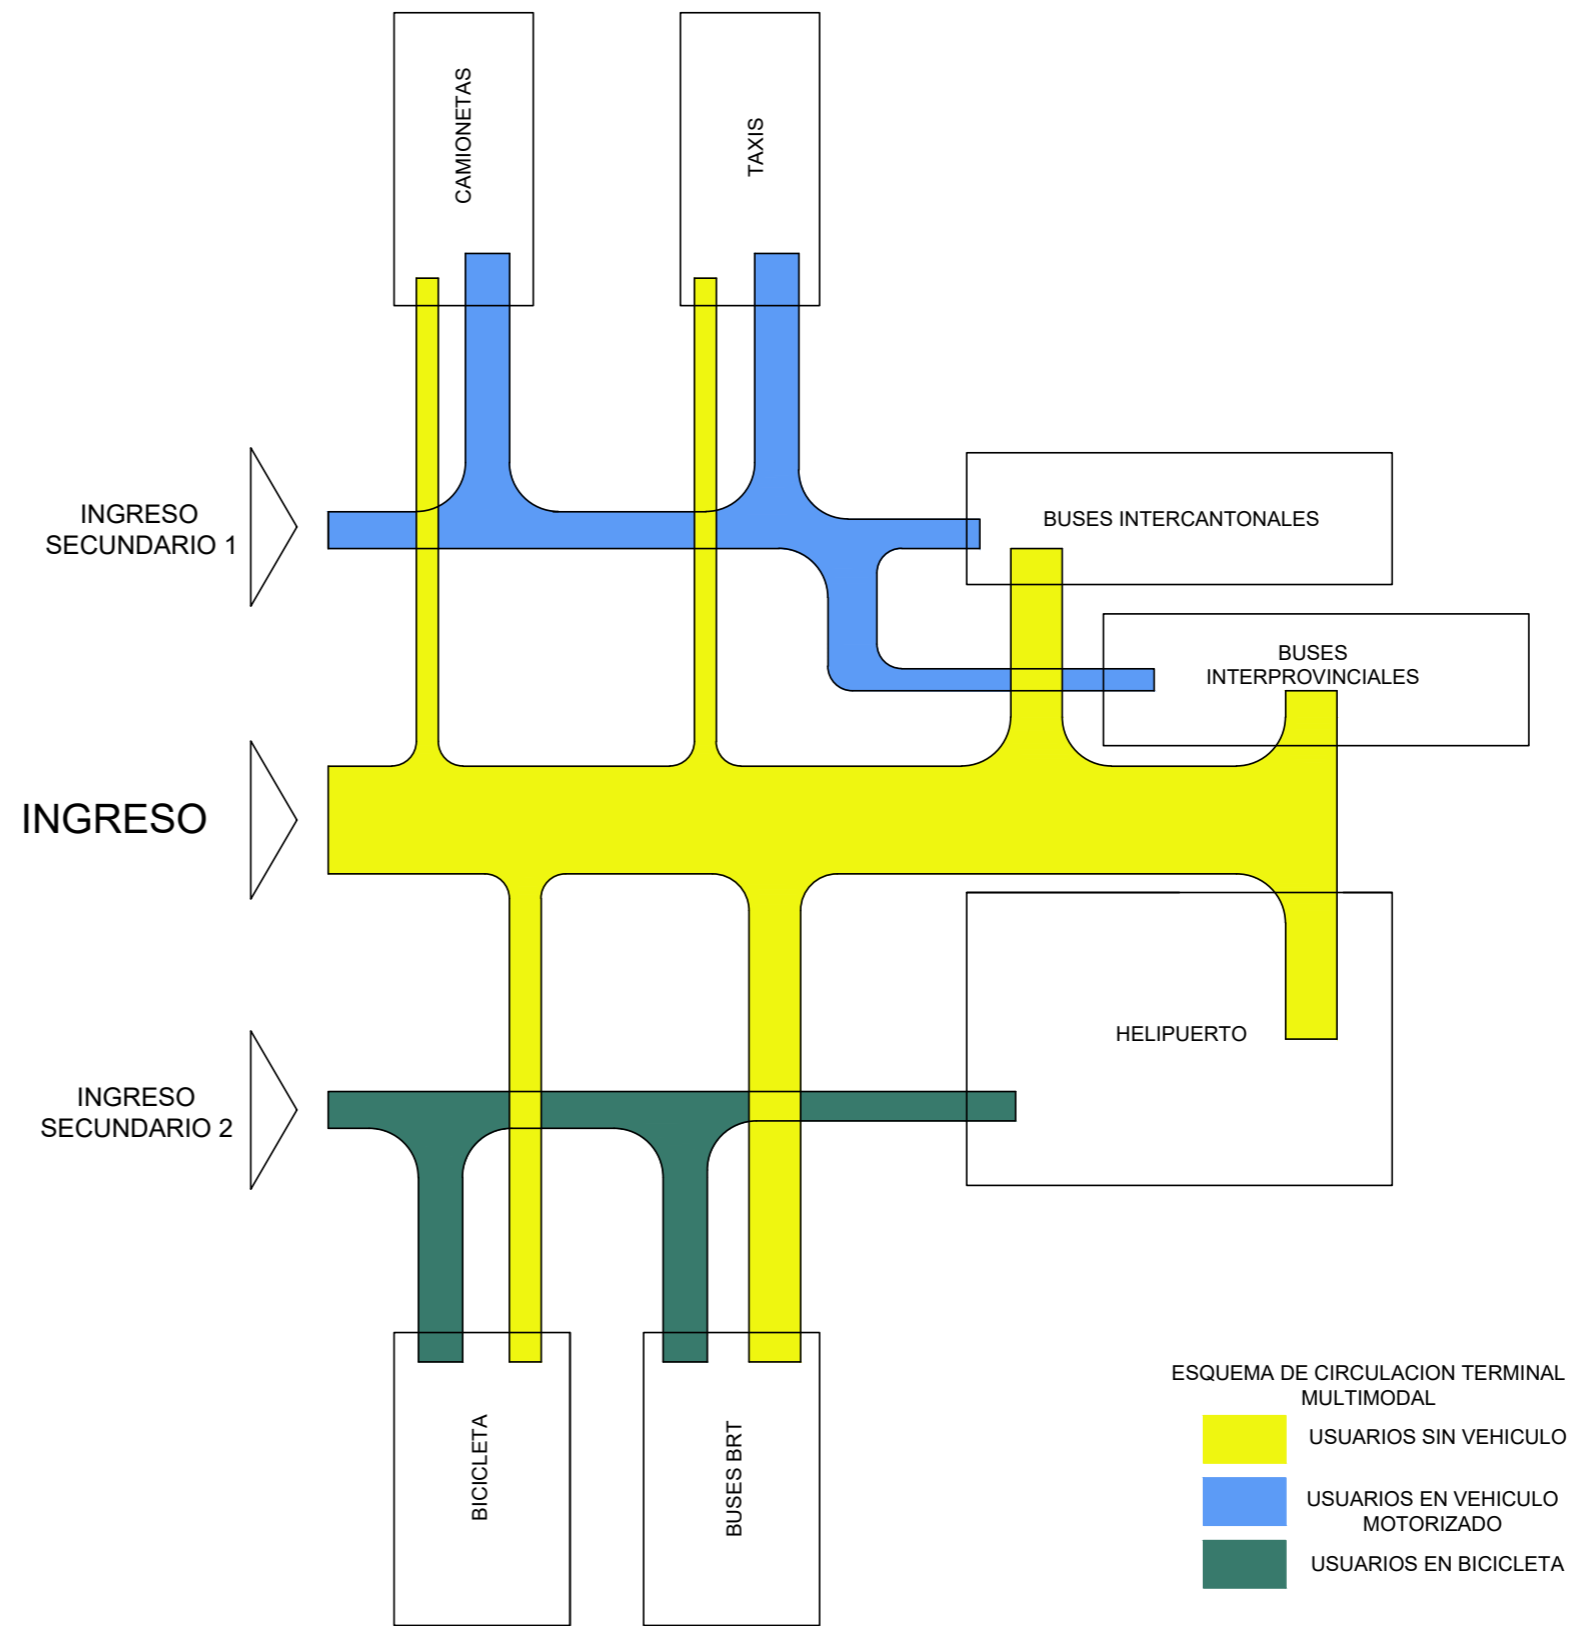 CAMIONETAS
TAXIS
INGRESO
SECUNDARIO 1
BUSES INTERCANTONALES
BUSES
INTERPROVINCIALES
INGRESO
HELIPUERTO
INGRESO
SECUNDARIO 2
BICICLETA
BUSES BRT
ESQUEMA DE CIRCULACION TERMINAL
MULTIMODAL
USUARIOS SIN VEHICULO
USUARIOS EN VEHICULO
MOTORIZADO
USUARIOS EN BICICLETA